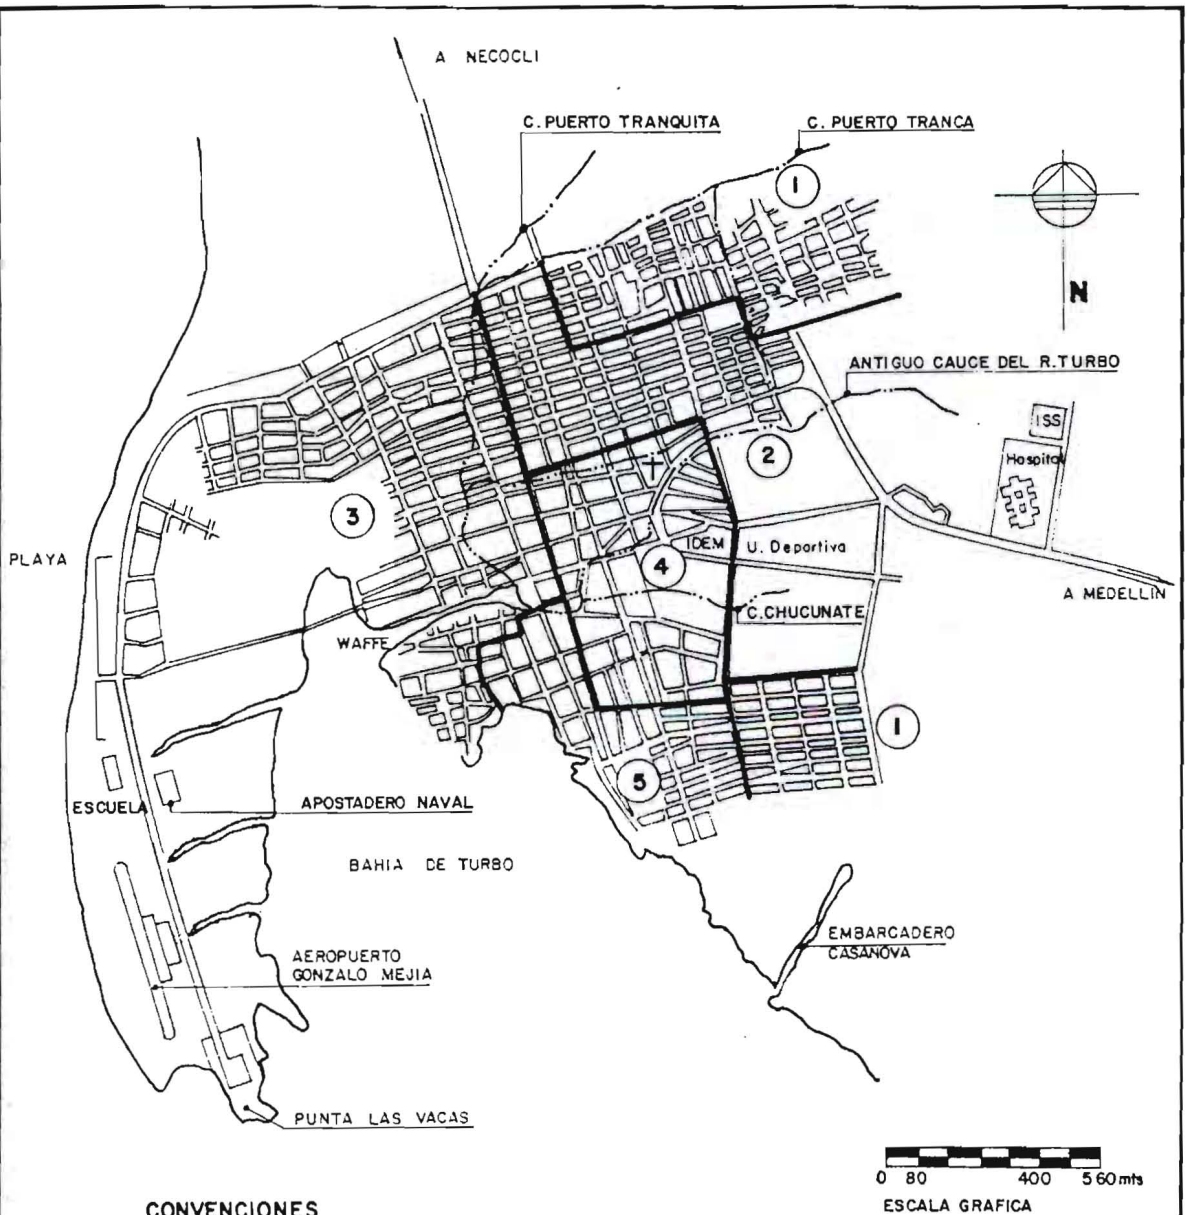 A NECOCLI
C. PUERTO TRANQUITA
C. PUERTO TRANCA
1
N
ANTIGUO CAUCE DEL R. TURBO
ISS
Hospital
2
3
IDEM
U. Deportiva
4
PLAYA
A MEDELLIN
C. CHUCUNATE
WAFFE
1
5
ESCUELA
APOSTADERO NAVAL
BAHIA DE TURBO
EMBARCADERO
CASANOVA
AEROPUERTO
GONZALO MEJIA
PUNTA LAS VACAS
0 80 400 560 mts
ESCALA GRAFICA
CONVENCIONES